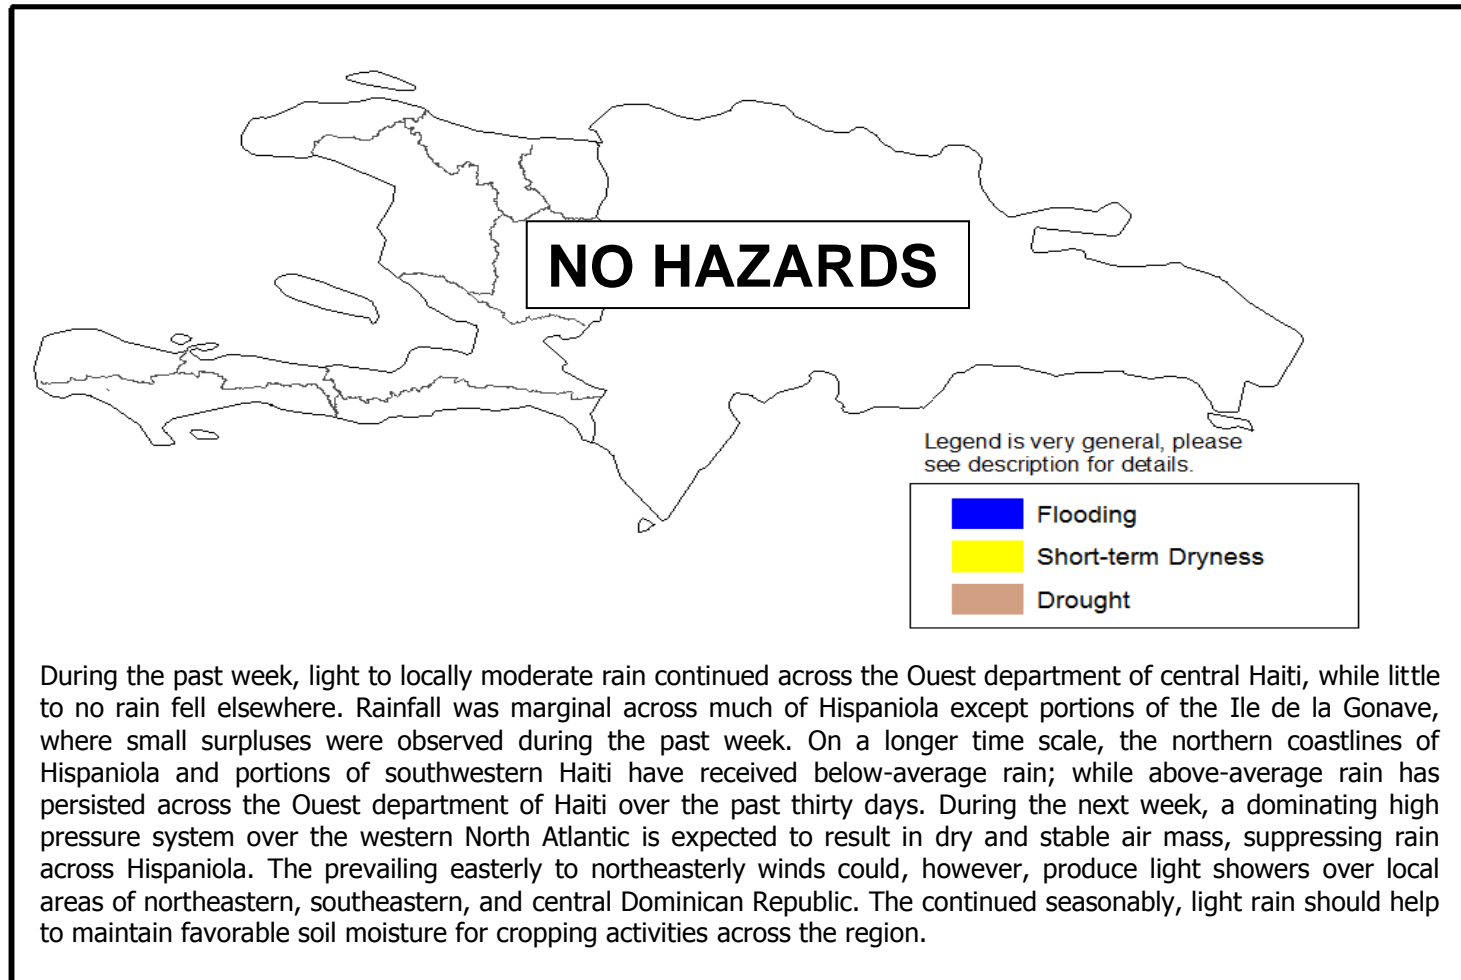 NO HAZARDS
Legend is very general, please
see description for details.
Flooding
Short-term Dryness
Drought
During the past week, light to locally moderate rain continued across the Ouest department of central Haiti, while little
to no rain fell elsewhere. Rainfall was marginal across much of Hispaniola except portions of the Ile de la Gonave,
where small surpluses were observed during the past week. On a longer time scale, the northern coastlines of
Hispaniola and portions of southwestern Haiti have received below-average rain; while above-average rain has
persisted across the Ouest department of Haiti over the past thirty days. During the next week, a dominating high
pressure system over the western North Atlantic is expected to result in dry and stable air mass, suppressing rain
across Hispaniola. The prevailing easterly to northeasterly winds could, however, produce light showers over local
areas of northeastern, southeastern, and central Dominican Republic. The continued seasonably, light rain should help
to maintain favorable soil moisture for cropping activities across the region.